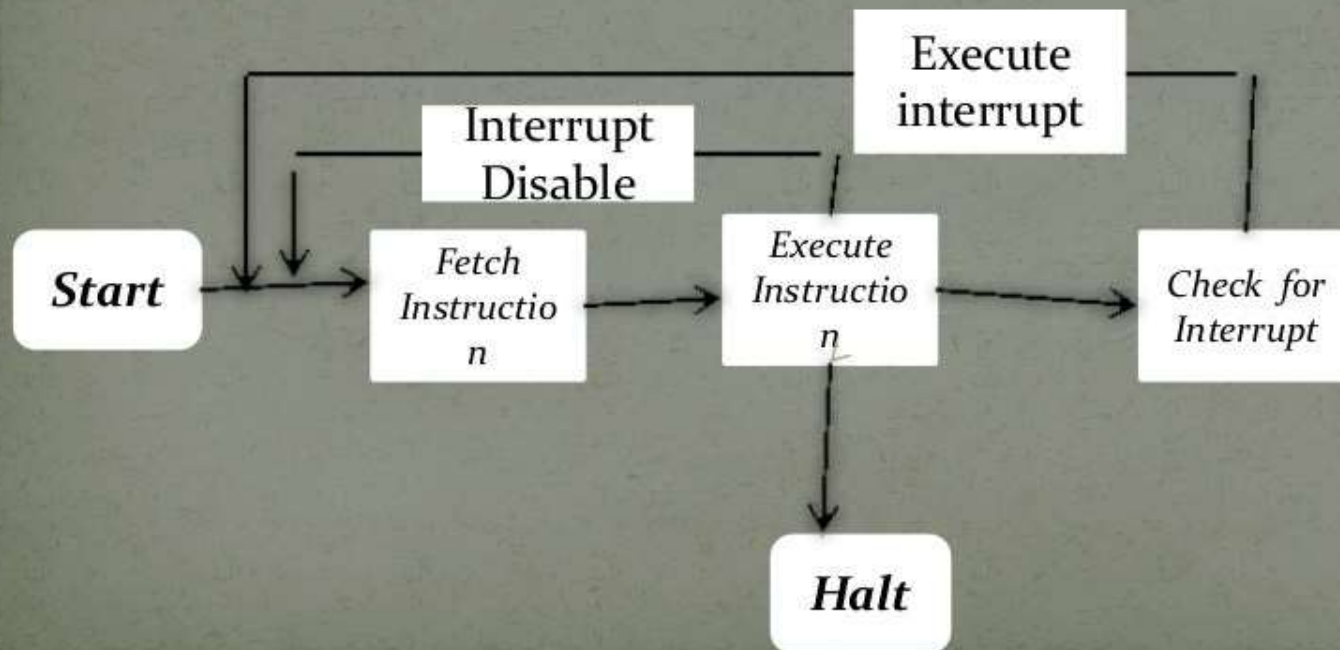 Execute
interrupt
Interrupt
Disable
Start
Fetch
Instructio
n
Execute
Instructio
n
Check for
Interrupt
Halt